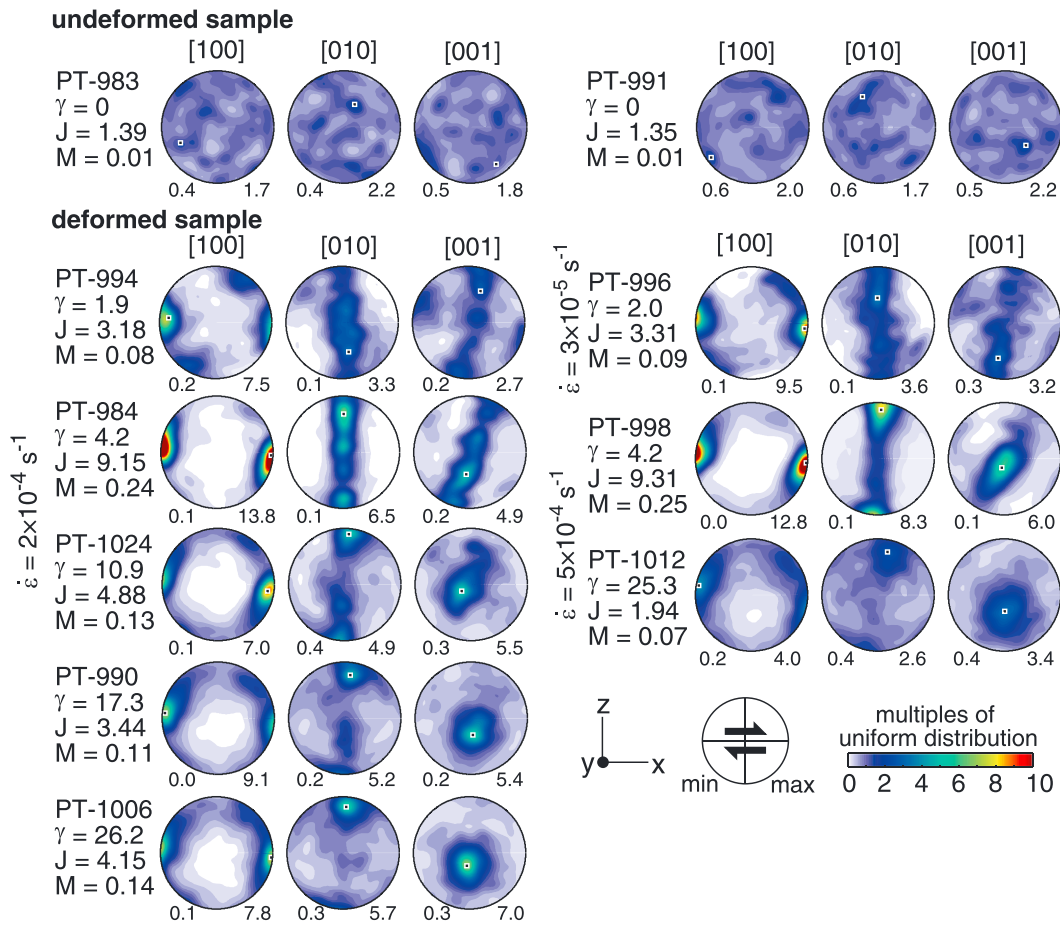 undeformed sample
[100] [010] [001]
PT-983
γ = 0
J = 1.39
M = 0.01
0.4 1.7 0.4 2.2 0.5 1.8
[100] [010] [001]
PT-991
γ = 0
J = 1.35
M = 0.01
0.6 2.0 0.6 1.7 0.5 2.2
deformed sample
[100] [010] [001]
ε̇ = 2×10⁻⁴ s⁻¹
PT-994
γ = 1.9
J = 3.18
M = 0.08
0.2 7.5 0.1 3.3 0.2 2.7
PT-984
γ = 4.2
J = 9.15
M = 0.24
0.1 13.8 0.1 6.5 0.2 4.9
PT-1024
γ = 10.9
J = 4.88
M = 0.13
0.1 7.0 0.4 4.9 0.3 5.5
PT-990
γ = 17.3
J = 3.44
M = 0.11
0.0 9.1 0.2 5.2 0.2 5.4
PT-1006
γ = 26.2
J = 4.15
M = 0.14
0.1 7.8 0.3 5.7 0.3 7.0
[100] [010] [001]
ε̇ = 3×10⁻⁵ s⁻¹
PT-996
γ = 2.0
J = 3.31
M = 0.09
0.1 9.5 0.1 3.6 0.3 3.2
ε̇ = 5×10⁻⁴ s⁻¹
PT-998
γ = 4.2
J = 9.31
M = 0.25
0.0 12.8 0.1 8.3 0.1 6.0
PT-1012
γ = 25.3
J = 1.94
M = 0.07
0.2 4.0 0.4 2.6 0.4 3.4
z
y x
min max
multiples of
uniform distribution
0 2 4 6 8 10